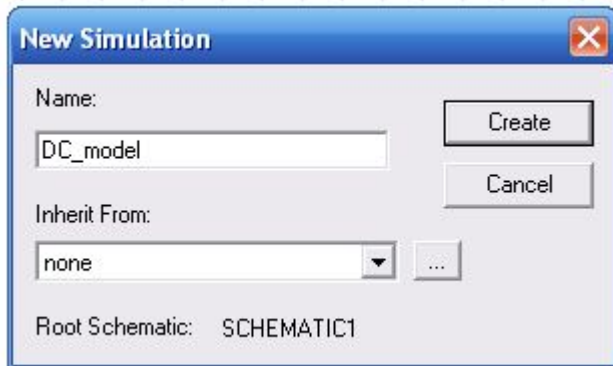 New Simulation
Name:
Create
DC_model
Cancel
Inherit From:
none
...
Root Schematic: SCHEMATIC1